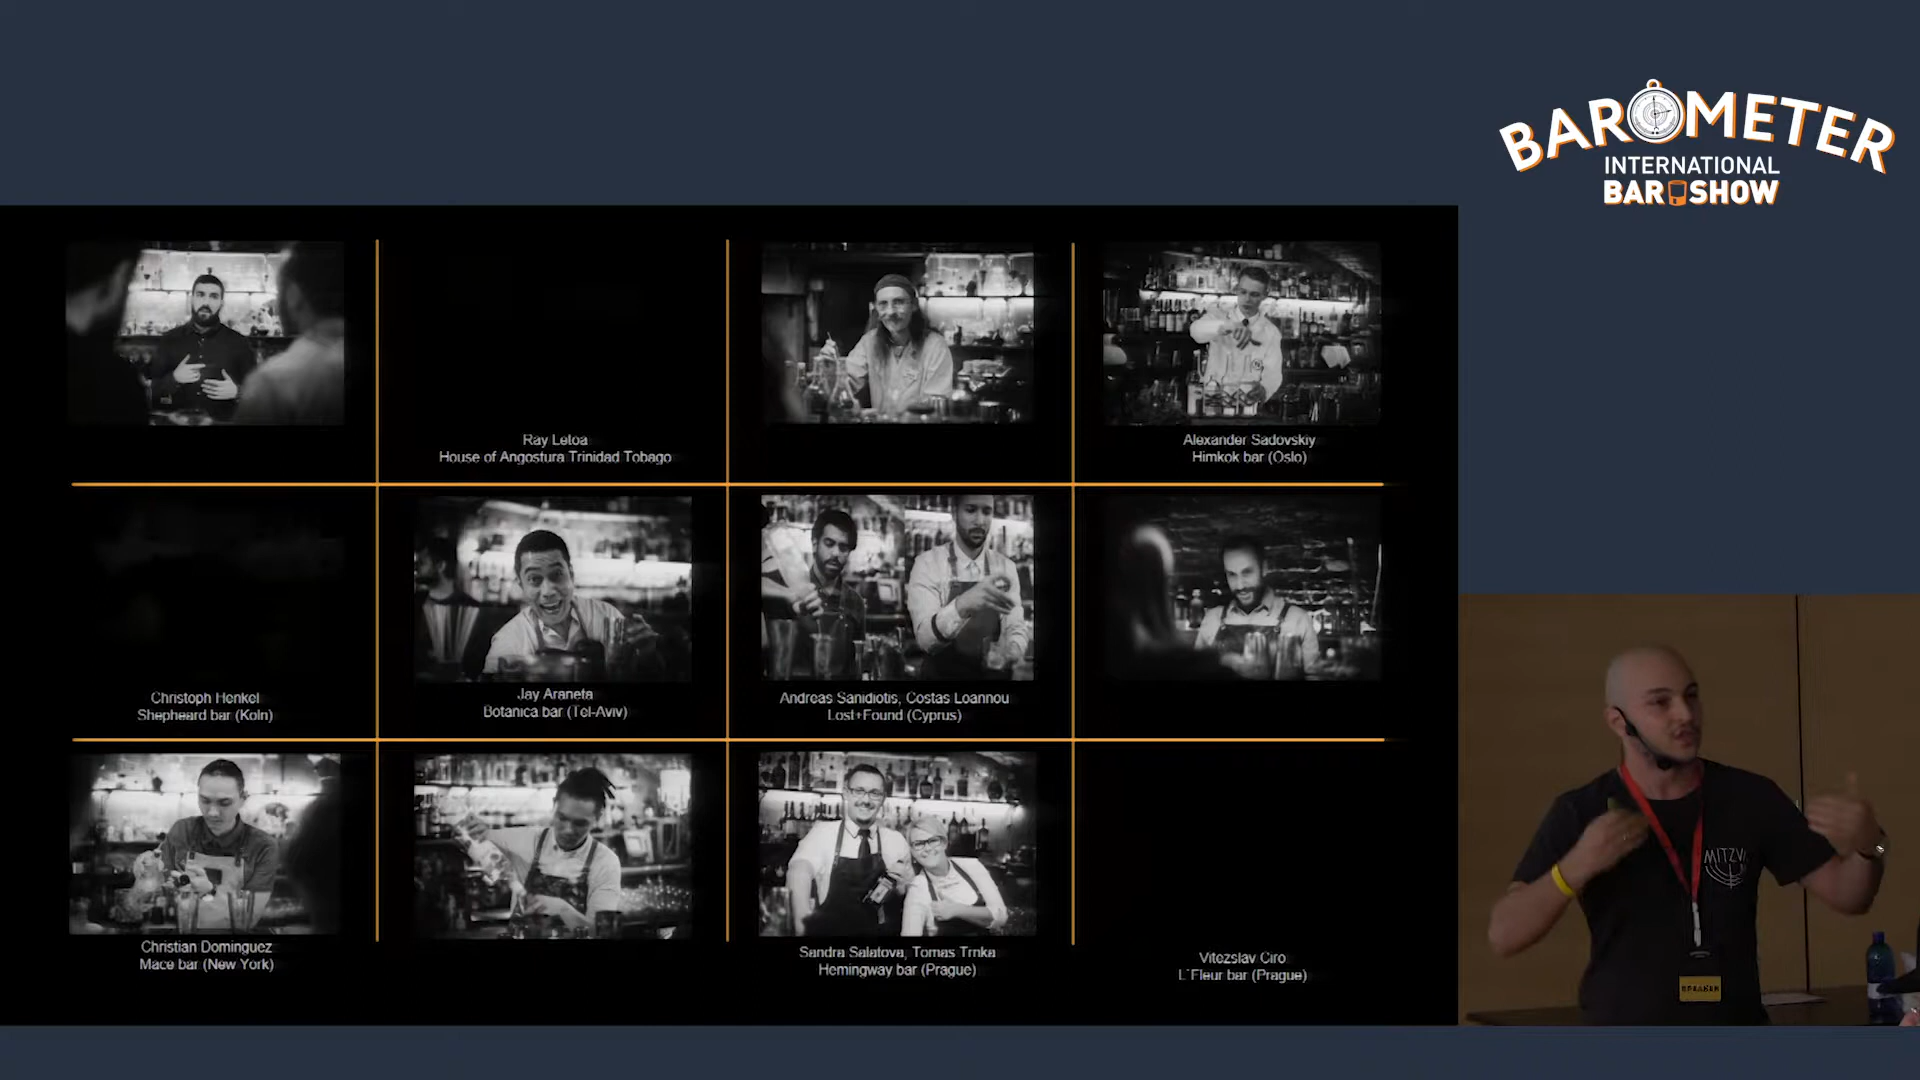 BAROMETER
INTERNATIONAL
BAR SHOW
Ray Letoa
House of Angostura Trinidad Tobago
Alexander Sadovskiy
Himkok bar (Oslo)
Christoph Henkel
Shepheard bar (Koln)
Jay Araneta
Botanica bar (Tel-Aviv)
Andreas Sanidiotis, Costas Loannou
Lost+Found (Cyprus)
Christian Dominguez
Mace bar (New York)
Sandra Salatova, Tomas Trnka
Hemingway bar (Prague)
Vitezslav Ciro
L`Fleur bar (Prague)
SPEAKER